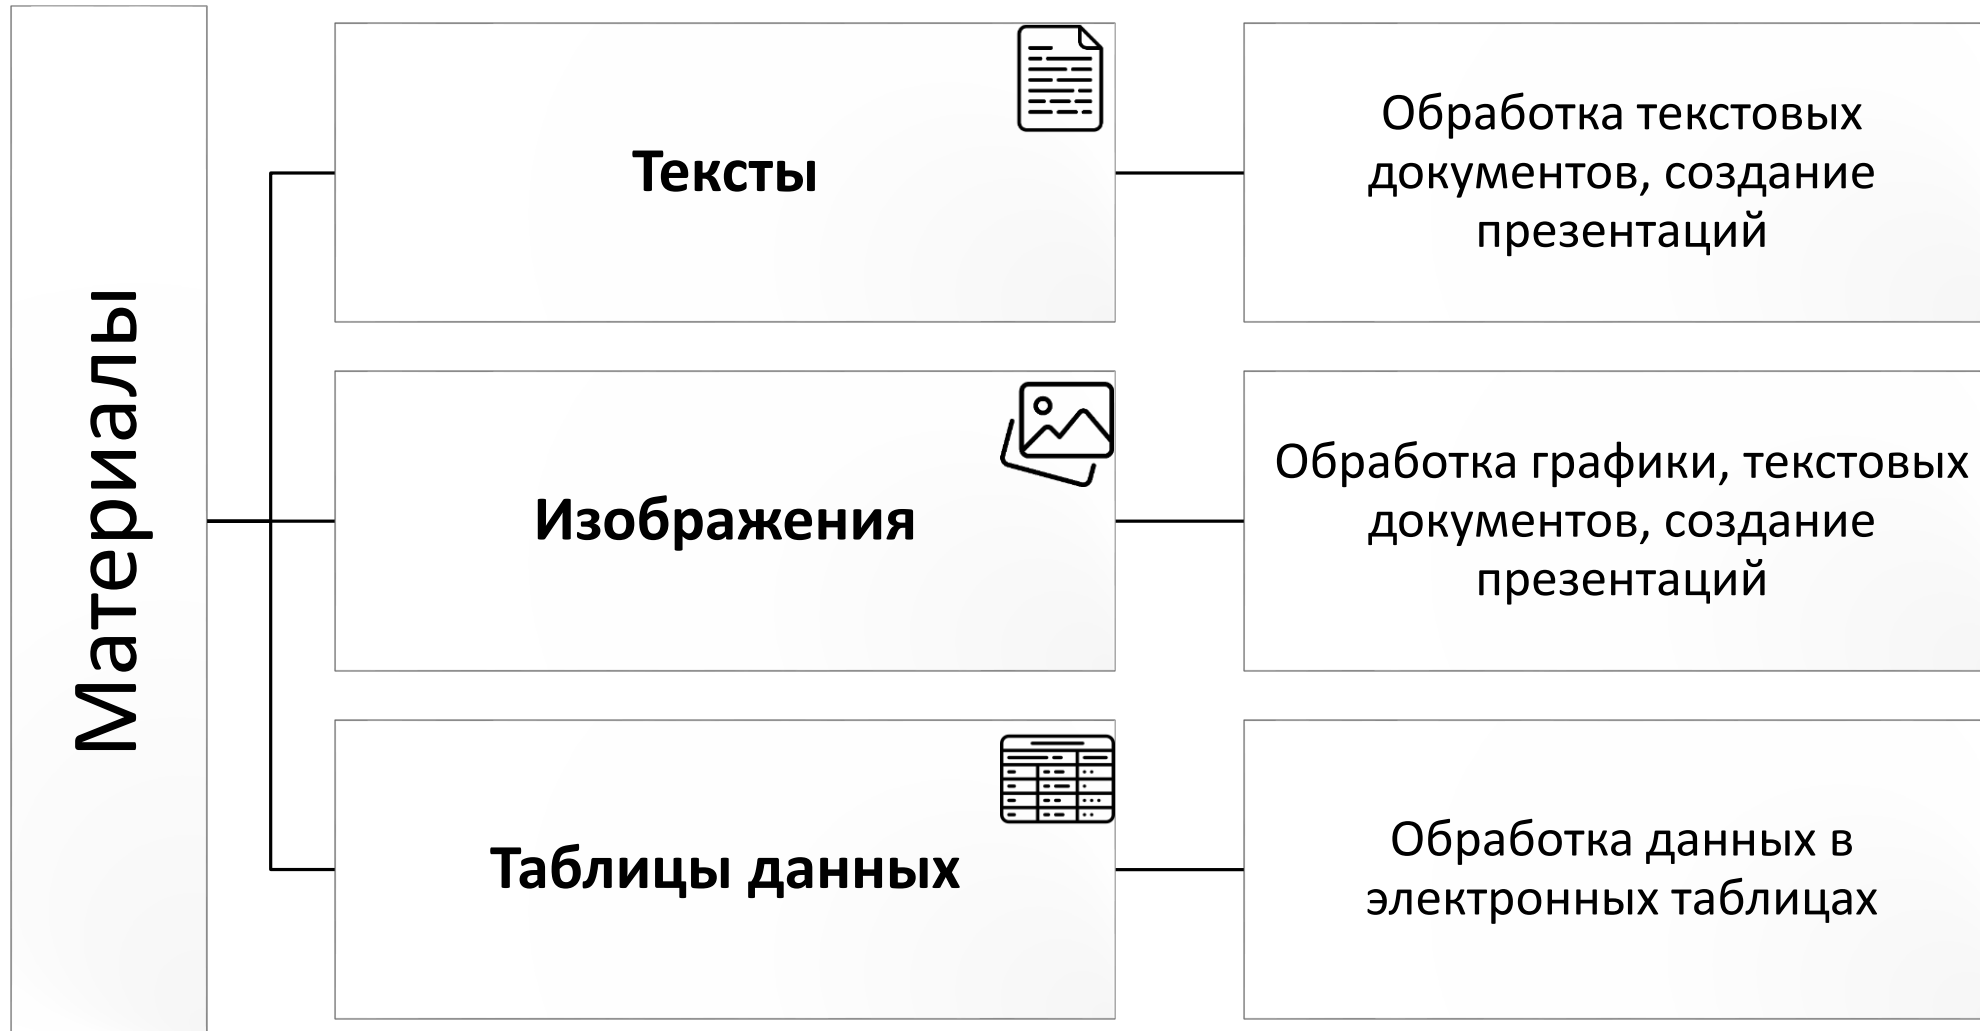 Материалы
Тексты
Обработка текстовых
документов, создание
презентаций
Изображения
Обработка графики, текстовых
документов, создание
презентаций
Таблицы данных
Обработка данных в
электронных таблицах